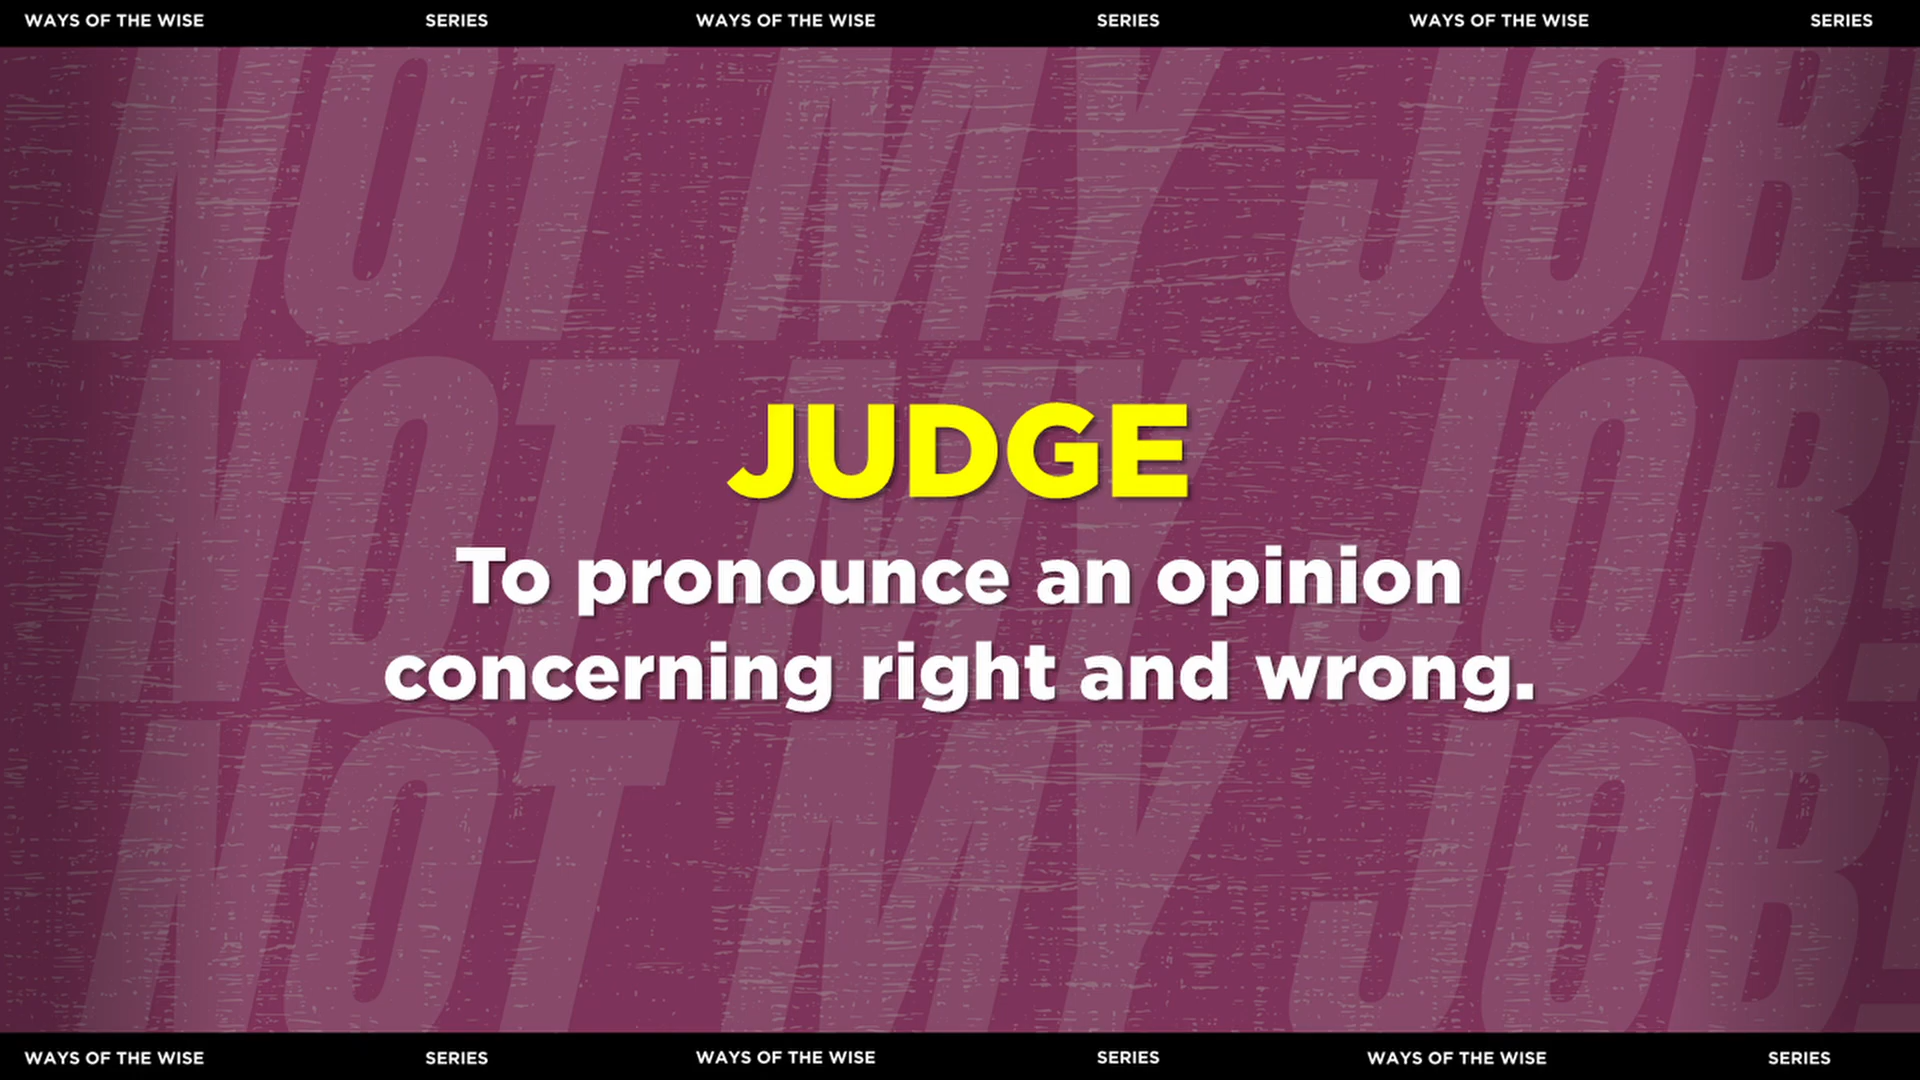 WAYS OF THE WISE SERIES WAYS OF THE WISE SERIES WAYS OF THE WISE SERIES
NOT MY JOB!
NOT MY JOB!
JUDGE
To pronounce an opinion
concerning right and wrong.
NOT MY JOB!
WAYS OF THE WISE SERIES WAYS OF THE WISE SERIES WAYS OF THE WISE SERIES